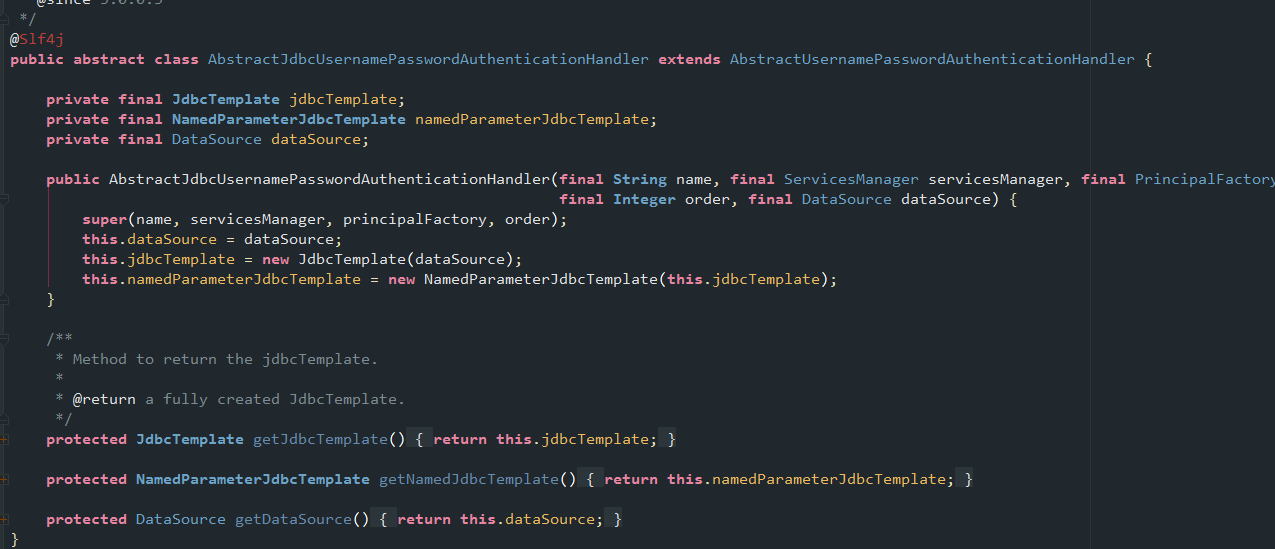 @since 3.0.0.3
*/
@Slf4j
public abstract class AbstractJdbcUsernamePasswordAuthenticationHandler extends AbstractUsernamePasswordAuthenticationHandler {
private final JdbcTemplate jdbcTemplate;
private final NamedParameterJdbcTemplate namedParameterJdbcTemplate;
private final DataSource dataSource;
public AbstractJdbcUsernamePasswordAuthenticationHandler(final String name, final ServicesManager servicesManager, final PrincipalFactory
final Integer order, final DataSource dataSource) {
super(name, servicesManager, principalFactory, order);
this.dataSource = dataSource;
this.jdbcTemplate = new JdbcTemplate(dataSource);
this.namedParameterJdbcTemplate = new NamedParameterJdbcTemplate(this.jdbcTemplate);
}
/**
* Method to return the jdbcTemplate.
*
* @return a fully created JdbcTemplate.
*/
protected JdbcTemplate getJdbcTemplate() { return this.jdbcTemplate; }
protected NamedParameterJdbcTemplate getNamedJdbcTemplate() { return this.namedParameterJdbcTemplate; }
protected DataSource getDataSource() { return this.dataSource; }
}